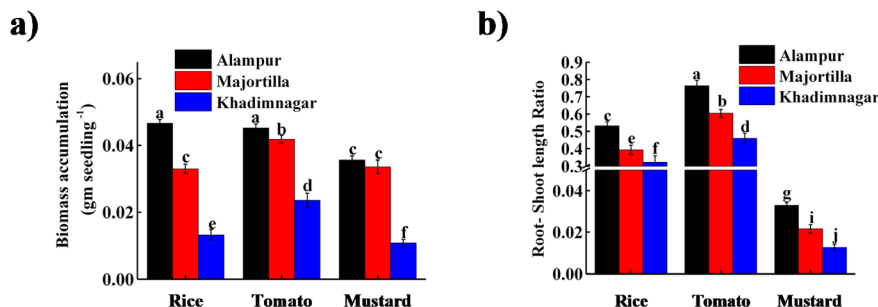 a)
Alampur
Majortilla
Khadimnagar
Biomass accumulation
(gm seedling⁻¹)
0.06
0.04
0.02
0.00
a
c
e
a
b
d
c
c
f
Rice
Tomato
Mustard
b)
Alampur
Majortilla
Khadimnagar
Root- Shoot length Ratio
0.9
0.8
0.7
0.6
0.5
0.4
0.3
0.04
0.02
0.00
c
e
f
a
b
d
g
i
j
Rice
Tomato
Mustard